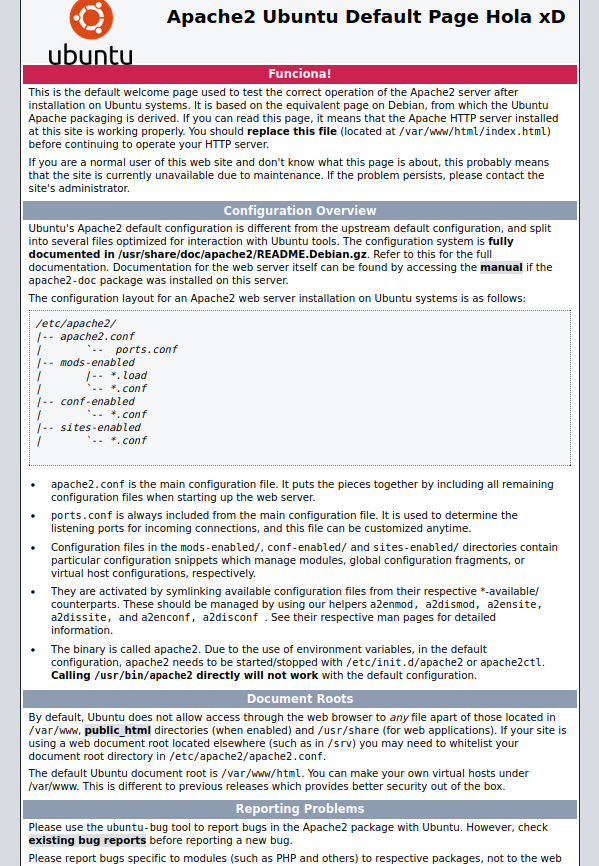 Apache2 Ubuntu Default Page Hola xD
ubuntu
Funciona!
This is the default welcome page used to test the correct operation of the Apache2 server after
installation on Ubuntu systems. It is based on the equivalent page on Debian, from which the Ubuntu
Apache packaging is derived. If you can read this page, it means that the Apache HTTP server installed
at this site is working properly. You should replace this file (located at /var/www/html/index.html)
before continuing to operate your HTTP server.
If you are a normal user of this web site and don't know what this page is about, this probably means
that the site is currently unavailable due to maintenance. If the problem persists, please contact the
site's administrator.
Configuration Overview
Ubuntu's Apache2 default configuration is different from the upstream default configuration, and split
into several files optimized for interaction with Ubuntu tools. The configuration system is fully
documented in /usr/share/doc/apache2/README.Debian.gz. Refer to this for the full
documentation. Documentation for the web server itself can be found by accessing the manual if the
apache2-doc package was installed on this server.
The configuration layout for an Apache2 web server installation on Ubuntu systems is as follows:
/etc/apache2/
|-- apache2.conf
|       `--  ports.conf
|-- mods-enabled
|       |-- *.load
|       `-- *.conf
|-- conf-enabled
|       `-- *.conf
|-- sites-enabled
|       `-- *.conf
• apache2.conf is the main configuration file. It puts the pieces together by including all remaining
configuration files when starting up the web server.
• ports.conf is always included from the main configuration file. It is used to determine the
listening ports for incoming connections, and this file can be customized anytime.
• Configuration files in the mods-enabled/, conf-enabled/ and sites-enabled/ directories contain
particular configuration snippets which manage modules, global configuration fragments, or
virtual host configurations, respectively.
• They are activated by symlinking available configuration files from their respective *-available/
counterparts. These should be managed by using our helpers a2enmod, a2dismod, a2ensite,
a2dissite, and a2enconf, a2disconf . See their respective man pages for detailed
information.
• The binary is called apache2. Due to the use of environment variables, in the default
configuration, apache2 needs to be started/stopped with /etc/init.d/apache2 or apache2ctl.
Calling /usr/bin/apache2 directly will not work with the default configuration.
Document Roots
By default, Ubuntu does not allow access through the web browser to any file apart of those located in
/var/www, public_html directories (when enabled) and /usr/share (for web applications). If your site is
using a web document root located elsewhere (such as in /srv) you may need to whitelist your
document root directory in /etc/apache2/apache2.conf.
The default Ubuntu document root is /var/www/html. You can make your own virtual hosts under
/var/www. This is different to previous releases which provides better security out of the box.
Reporting Problems
Please use the ubuntu-bug tool to report bugs in the Apache2 package with Ubuntu. However, check
existing bug reports before reporting a new bug.
Please report bugs specific to modules (such as PHP and others) to respective packages, not to the web